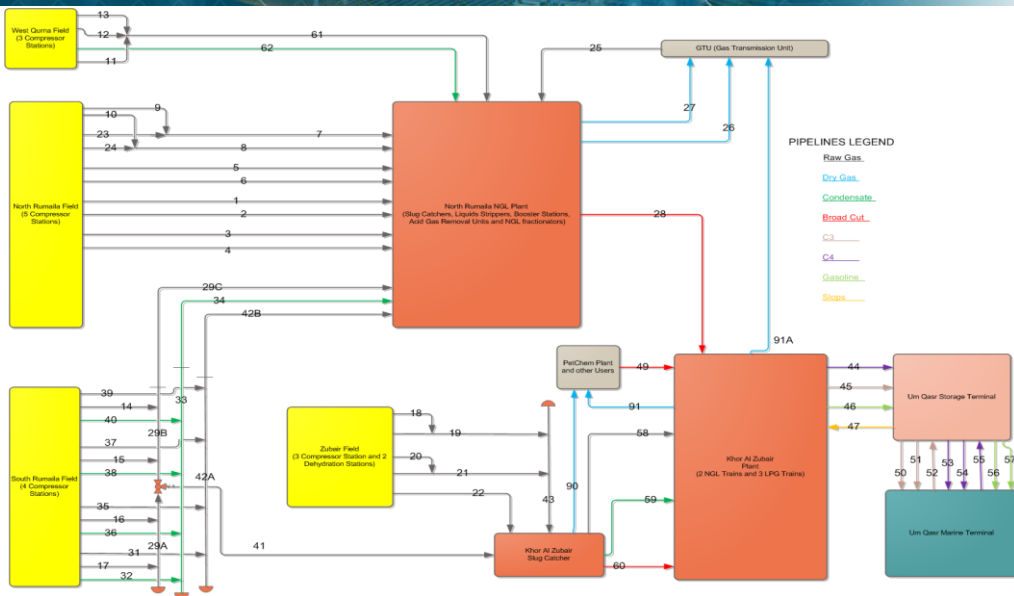 13
West Qurna Field
(3 Compressor
Stations)
12
11
61
62
25
GTU (Gas Transmission Unit)
27
26
9
10
23
7
24
8
5
6
1
2
3
4
North Rumaila Field
(5 Compressor
Stations)
North Rumaila NGL Plant
(Slug Catchers, Liquids Strippers, Booster Stations,
Add Gas Removal Units and NGL fractionators)
PIPELINES LEGEND
Raw Gas
Dry Gas
Condensate
Broad Cut
C3
C4
Gasoline
Slops
28
29C
34
42B
91A
39
14
33
40
29B
37
15
38
42A
35
16
36
29A
31
17
32
South Rumaila Field
(4 Compressor
Stations)
41
Zubair Field
(3 Compressor Station and 2
Dehydration Stations)
18
19
20
21
22
43
90
PetChem Plant
and other Users
49
91
58
59
60
Khor Al Zubair
Slug Catcher
Khor Al Zubair
Plant
(2 NGL Trains and 3 LPG Trains)
44
45
46
47
Um Qasr Storage Terminal
50
51
52
53
54
55
56
57
Um Qasr Marine Terminal